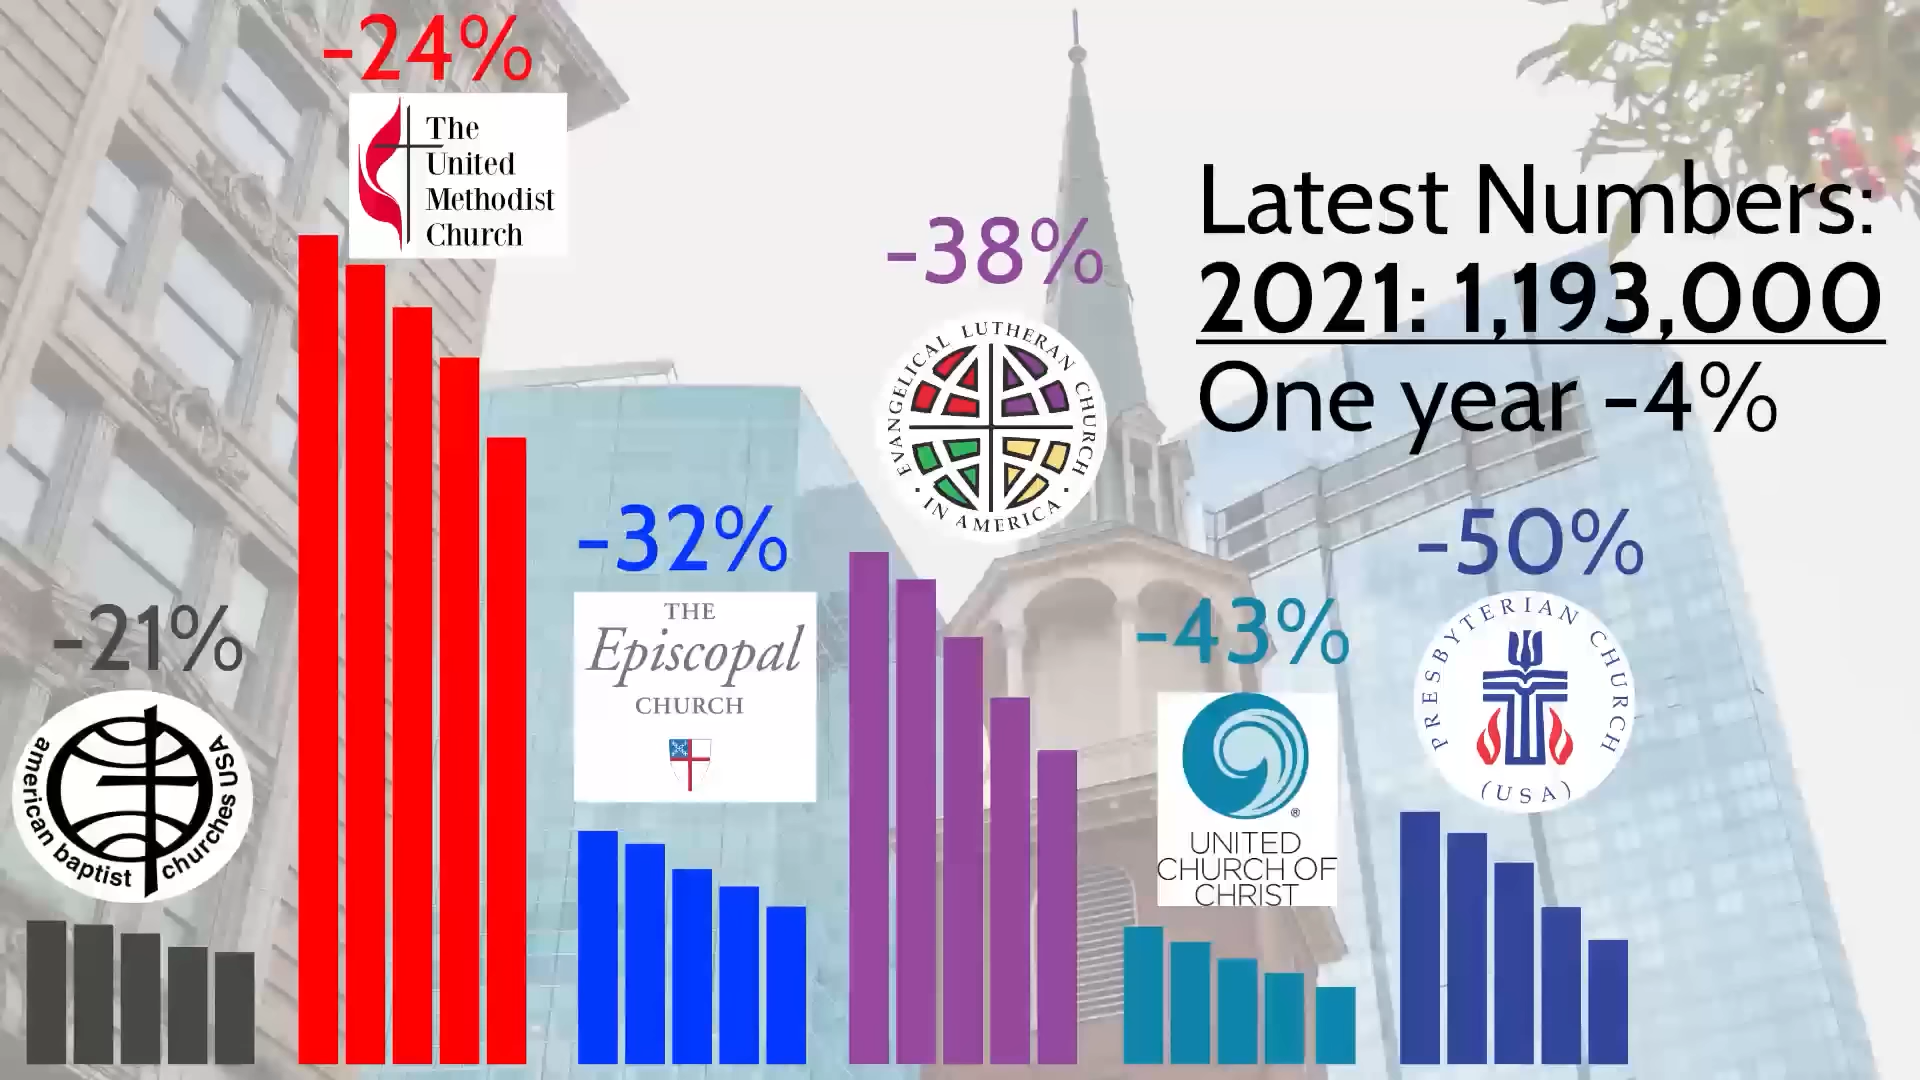 -24%
The
United
Methodist
Church
Latest Numbers:
2021: 1,193,000
One year -4%
-38%
EVANGELICAL LUTHERAN CHURCH
· IN AMERICA ·
-32%
THE
Episcopal
CHURCH
-50%
PRESBYTERIAN CHURCH
(USA)
-21%
american baptist churches USA
-43%
®
UNITED
CHURCH OF
CHRIST